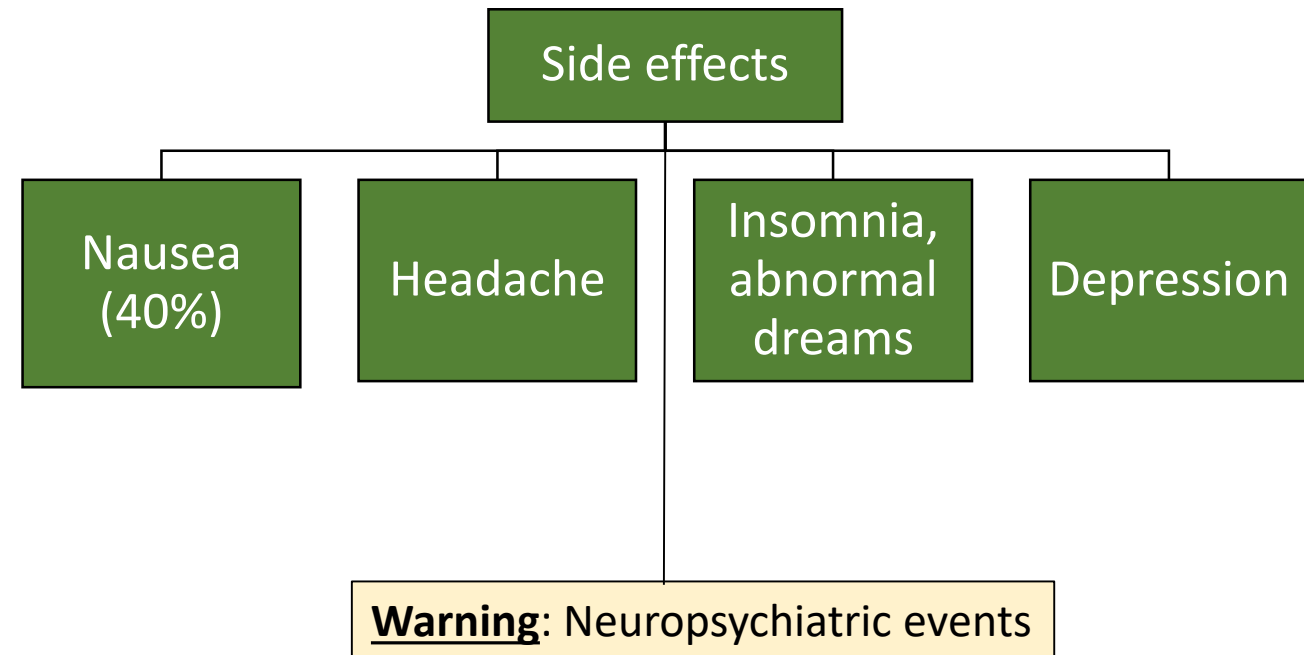 Side effects
Nausea
(40%)
Headache
Insomnia,
abnormal
dreams
Depression
Warning: Neuropsychiatric events